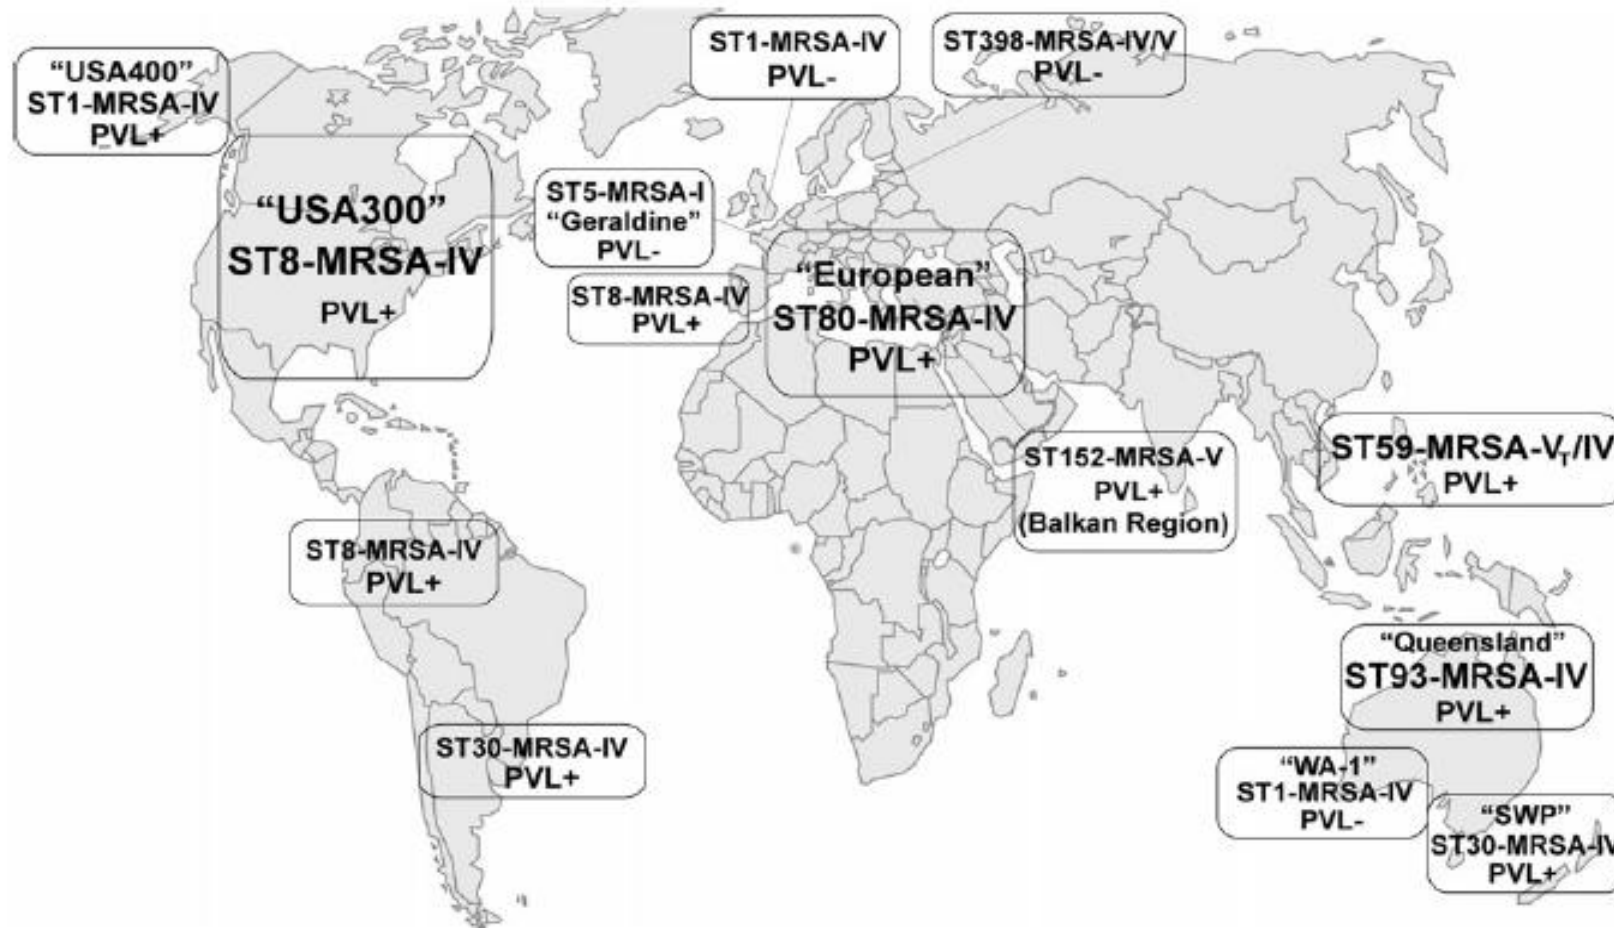 "USA400"
ST1-MRSA-IV
PVL+
ST1-MRSA-IV
PVL-
ST398-MRSA-IV/V
PVL-
"USA300"
ST8-MRSA-IV
PVL+
ST5-MRSA-I
"Geraldine"
PVL-
ST8-MRSA-IV
PVL+
"European"
ST80-MRSA-IV
PVL+
ST152-MRSA-V
PVL+
(Balkan Region)
ST59-MRSA-VT/IV
PVL+
ST8-MRSA-IV
PVL+
ST30-MRSA-IV
PVL+
"Queensland"
ST93-MRSA-IV
PVL+
"WA-1"
ST1-MRSA-IV
PVL-
"SWP"
ST30-MRSA-IV
PVL+